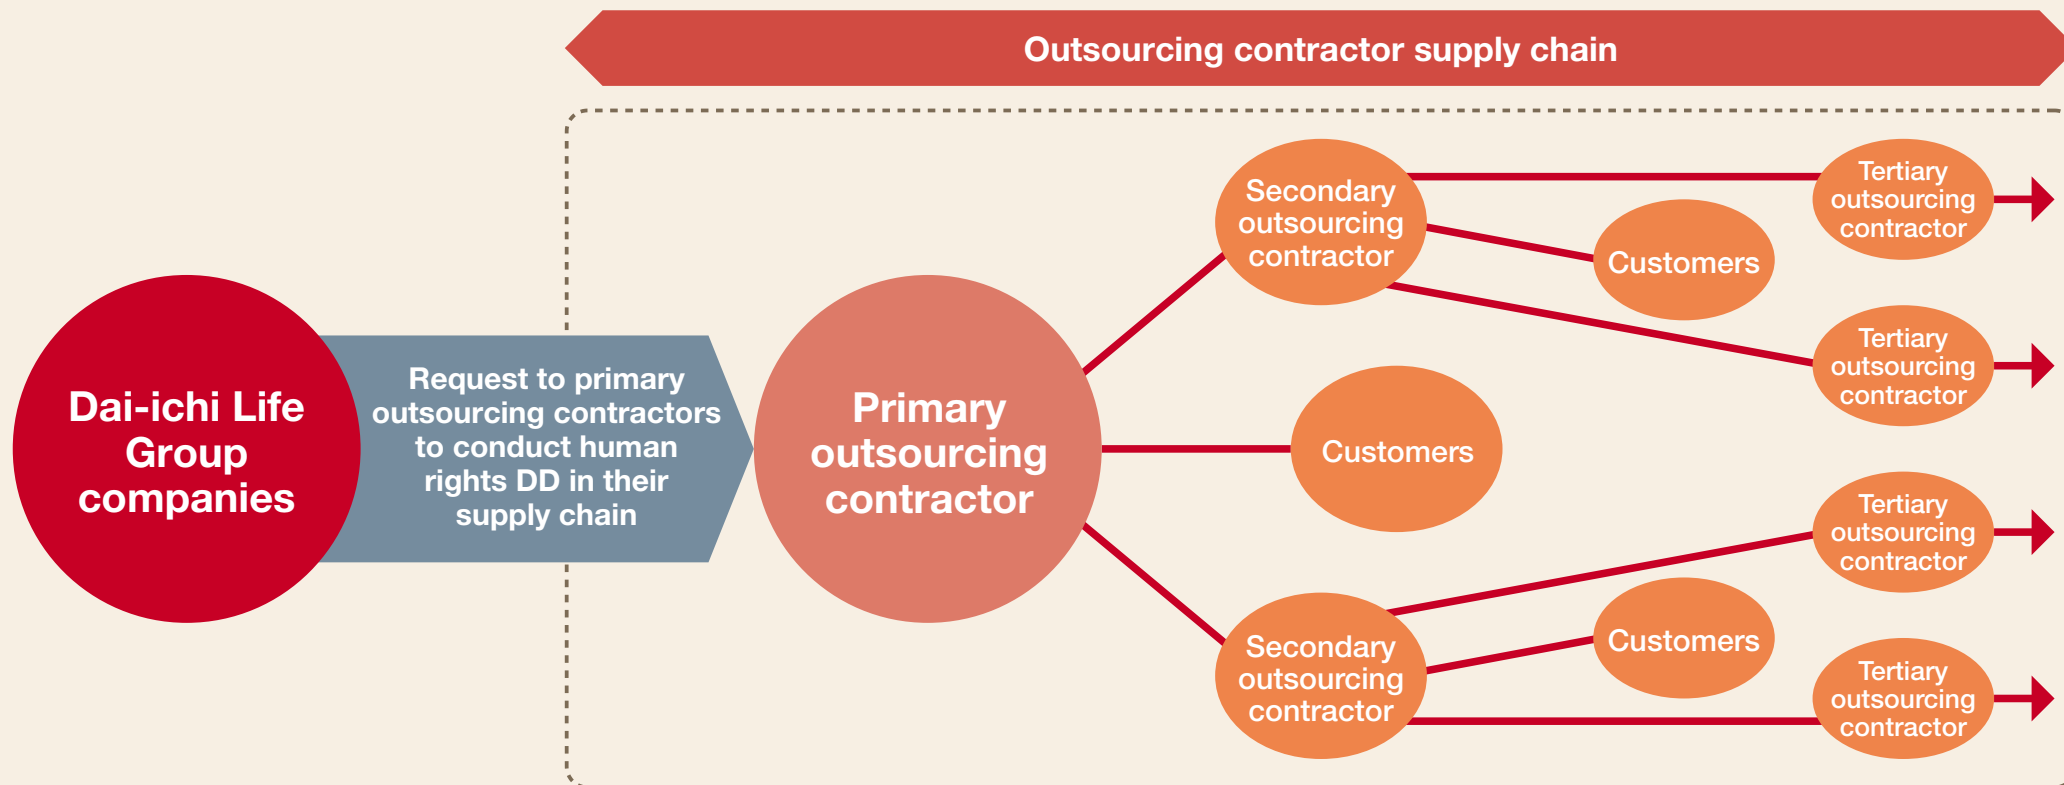 Outsourcing contractor supply chain
Dai-ichi Life
Group
companies
Request to primary
outsourcing contractors
to conduct human
rights DD in their
supply chain
Primary
outsourcing
contractor
Secondary
outsourcing
contractor
Customers
Tertiary
outsourcing
contractor
Tertiary
outsourcing
contractor
Customers
Secondary
outsourcing
contractor
Customers
Tertiary
outsourcing
contractor
Tertiary
outsourcing
contractor